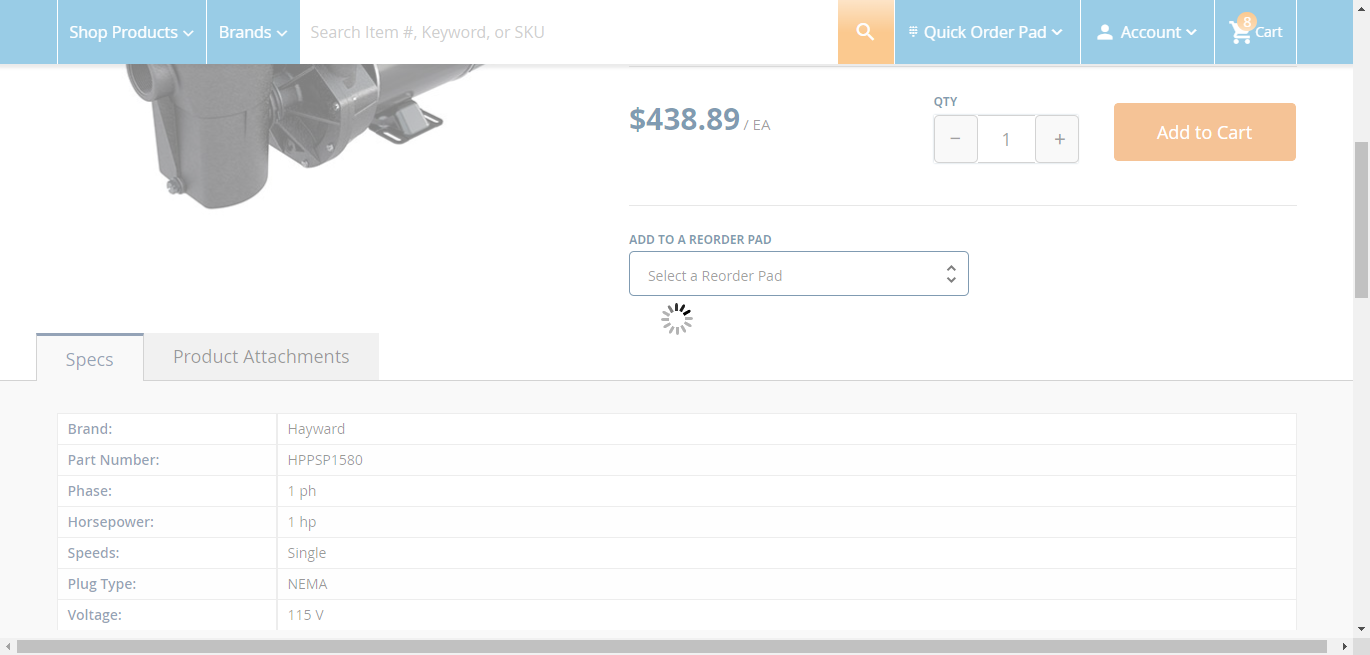 Shop Products
Brands
Search Item #, Keyword, or SKU
Quick Order Pad
Account
8
Cart
$438.89 / EA
QTY
− 1 +
Add to Cart
ADD TO A REORDER PAD
Select a Reorder Pad
Specs
Product Attachments
Brand: Hayward
Part Number: HPPSP1580
Phase: 1 ph
Horsepower: 1 hp
Speeds: Single
Plug Type: NEMA
Voltage: 115 V